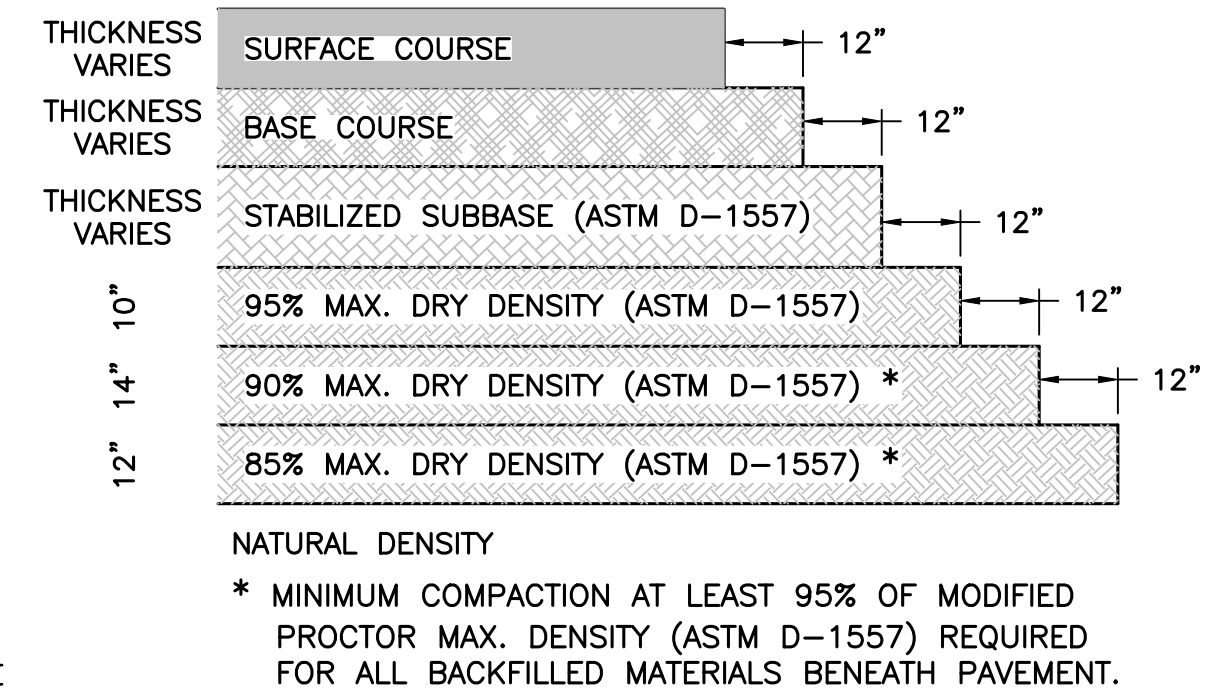 THICKNESS
VARIES
SURFACE COURSE
12"
THICKNESS
VARIES
BASE COURSE
12"
THICKNESS
VARIES
STABILIZED SUBBASE (ASTM D-1557)
12"
10"
95% MAX. DRY DENSITY (ASTM D-1557)
12"
14"
90% MAX. DRY DENSITY (ASTM D-1557) *
12"
12"
85% MAX. DRY DENSITY (ASTM D-1557) *
NATURAL DENSITY
* MINIMUM COMPACTION AT LEAST 95% OF MODIFIED
PROCTOR MAX. DENSITY (ASTM D-1557) REQUIRED
FOR ALL BACKFILLED MATERIALS BENEATH PAVEMENT.